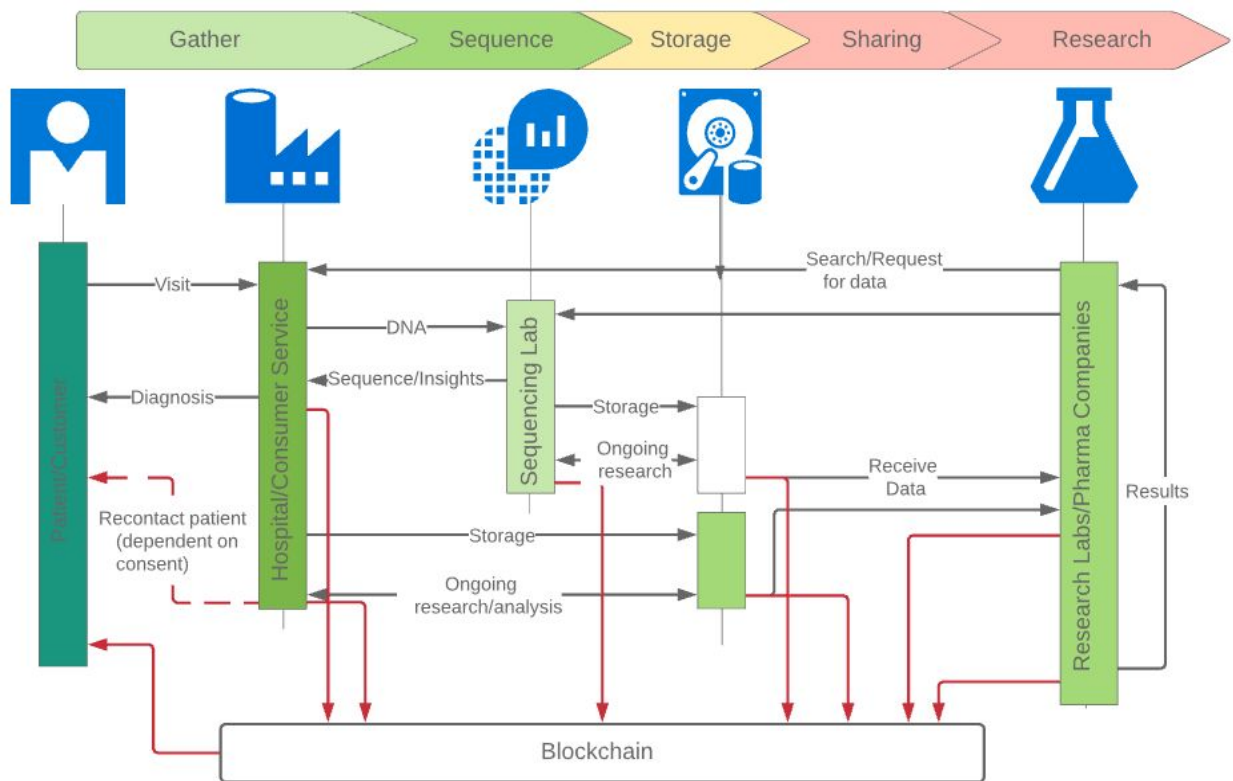 Gather
Sequence
Storage
Sharing
Research
Patient/Customer
Hospital/Consumer Service
Sequencing Lab
Research Labs/Pharma Companies
Visit
Search/Request
for data
DNA
Sequence/Insights
Diagnosis
Storage
Ongoing
research
Receive
Data
Results
Recontact patient
(dependent on
consent)
Storage
Ongoing
research/analysis
Blockchain